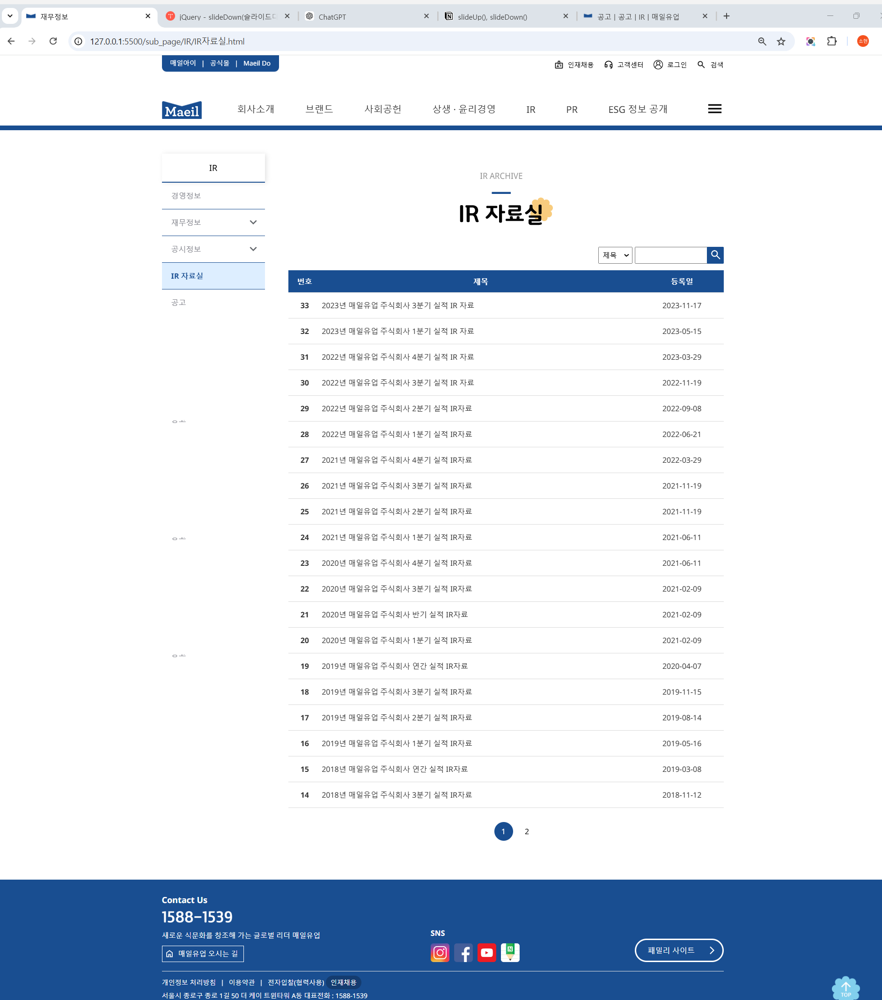 재무정보
jQuery - slideDown(슬라이드다
ChatGPT
slideUp(), slideDown()
공고 | 공고 | IR | 매일유업
127.0.0.1:5500/sub_page/IR/IR자료실.html
소현
매일아이 | 공식몰 | Maeil Do
인재채용 고객센터 로그인 검색
Maeil 회사소개 브랜드 사회공헌 상생 · 윤리경영 IR PR ESG 정보 공개
IR
경영정보
재무정보
공시정보
IR 자료실
공고
IR ARCHIVE
IR 자료실
제목
번호 제목 등록일
33 2023년 매일유업 주식회사 3분기 실적 IR 자료 2023-11-17
32 2023년 매일유업 주식회사 1분기 실적 IR 자료 2023-05-15
31 2022년 매일유업 주식회사 4분기 실적 IR 자료 2023-03-29
30 2022년 매일유업 주식회사 3분기 실적 IR 자료 2022-11-19
29 2022년 매일유업 주식회사 2분기 실적 IR자료 2022-09-08
28 2022년 매일유업 주식회사 1분기 실적 IR자료 2022-06-21
27 2021년 매일유업 주식회사 4분기 실적 IR자료 2022-03-29
26 2021년 매일유업 주식회사 3분기 실적 IR자료 2021-11-19
25 2021년 매일유업 주식회사 2분기 실적 IR자료 2021-11-19
24 2021년 매일유업 주식회사 1분기 실적 IR자료 2021-06-11
23 2020년 매일유업 주식회사 4분기 실적 IR자료 2021-06-11
22 2020년 매일유업 주식회사 3분기 실적 IR자료 2021-02-09
21 2020년 매일유업 주식회사 반기 실적 IR자료 2021-02-09
20 2020년 매일유업 주식회사 1분기 실적 IR자료 2021-02-09
19 2019년 매일유업 주식회사 연간 실적 IR자료 2020-04-07
18 2019년 매일유업 주식회사 3분기 실적 IR자료 2019-11-15
17 2019년 매일유업 주식회사 2분기 실적 IR자료 2019-08-14
16 2019년 매일유업 주식회사 1분기 실적 IR자료 2019-05-16
15 2018년 매일유업 주식회사 연간 실적 IR자료 2019-03-08
14 2018년 매일유업 주식회사 3분기 실적 IR자료 2018-11-12
1 2
Contact Us
1588-1539
새로운 식문화를 창조해 가는 글로벌 리더 매일유업
매일유업 오시는 길
SNS
N
패밀리 사이트
개인정보 처리방침 | 이용약관 | 전자입찰(협력사용) 인재채용
서울시 종로구 종로 1길 50 더 케이 트윈타워 A동 대표전화 : 1588-1539
TOP